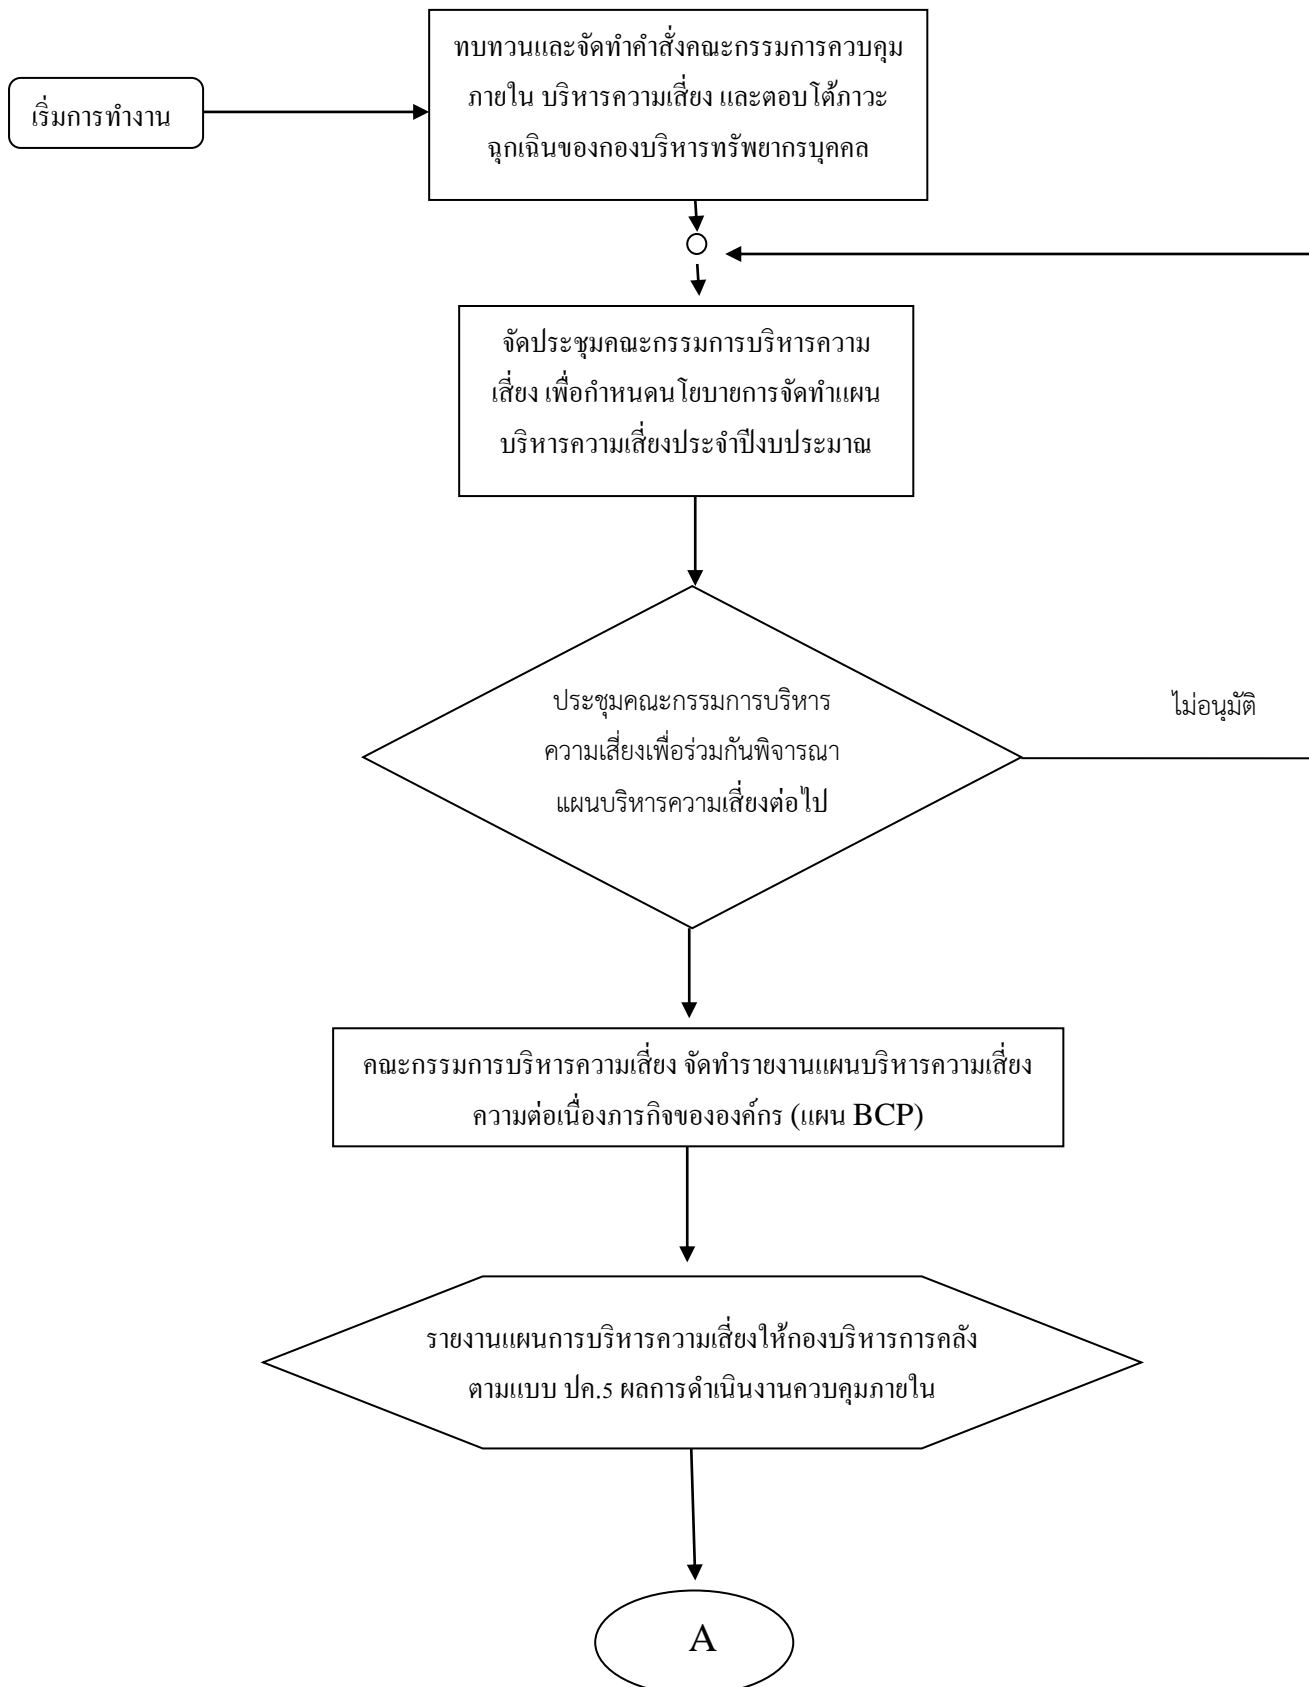 เริ่มการทำงาน
ทบทวนและจัดทำคำสั่งคณะกรรมการควบคุม
ภายใน บริหารความเสี่ยง และตอบโต้ภาวะ
ฉุกเฉินของกองบริหารทรัพยากรบุคคล
จัดประชุมคณะกรรมการบริหารความ
เสี่ยง เพื่อกำหนดนโยบายการจัดทำแผน
บริหารความเสี่ยงประจำปีงบประมาณ
ประชุมคณะกรรมการบริหาร
ความเสี่ยงเพื่อร่วมกันพิจารณา
แผนบริหารความเสี่ยงต่อไป
ไม่อนุมัติ
คณะกรรมการบริหารความเสี่ยง จัดทำรายงานแผนบริหารความเสี่ยง
ความต่อเนื่องภารกิจขององค์กร (แผน BCP)
รายงานแผนการบริหารความเสี่ยงให้กองบริหารการคลัง
ตามแบบ ปค.5 ผลการดำเนินงานควบคุมภายใน
A